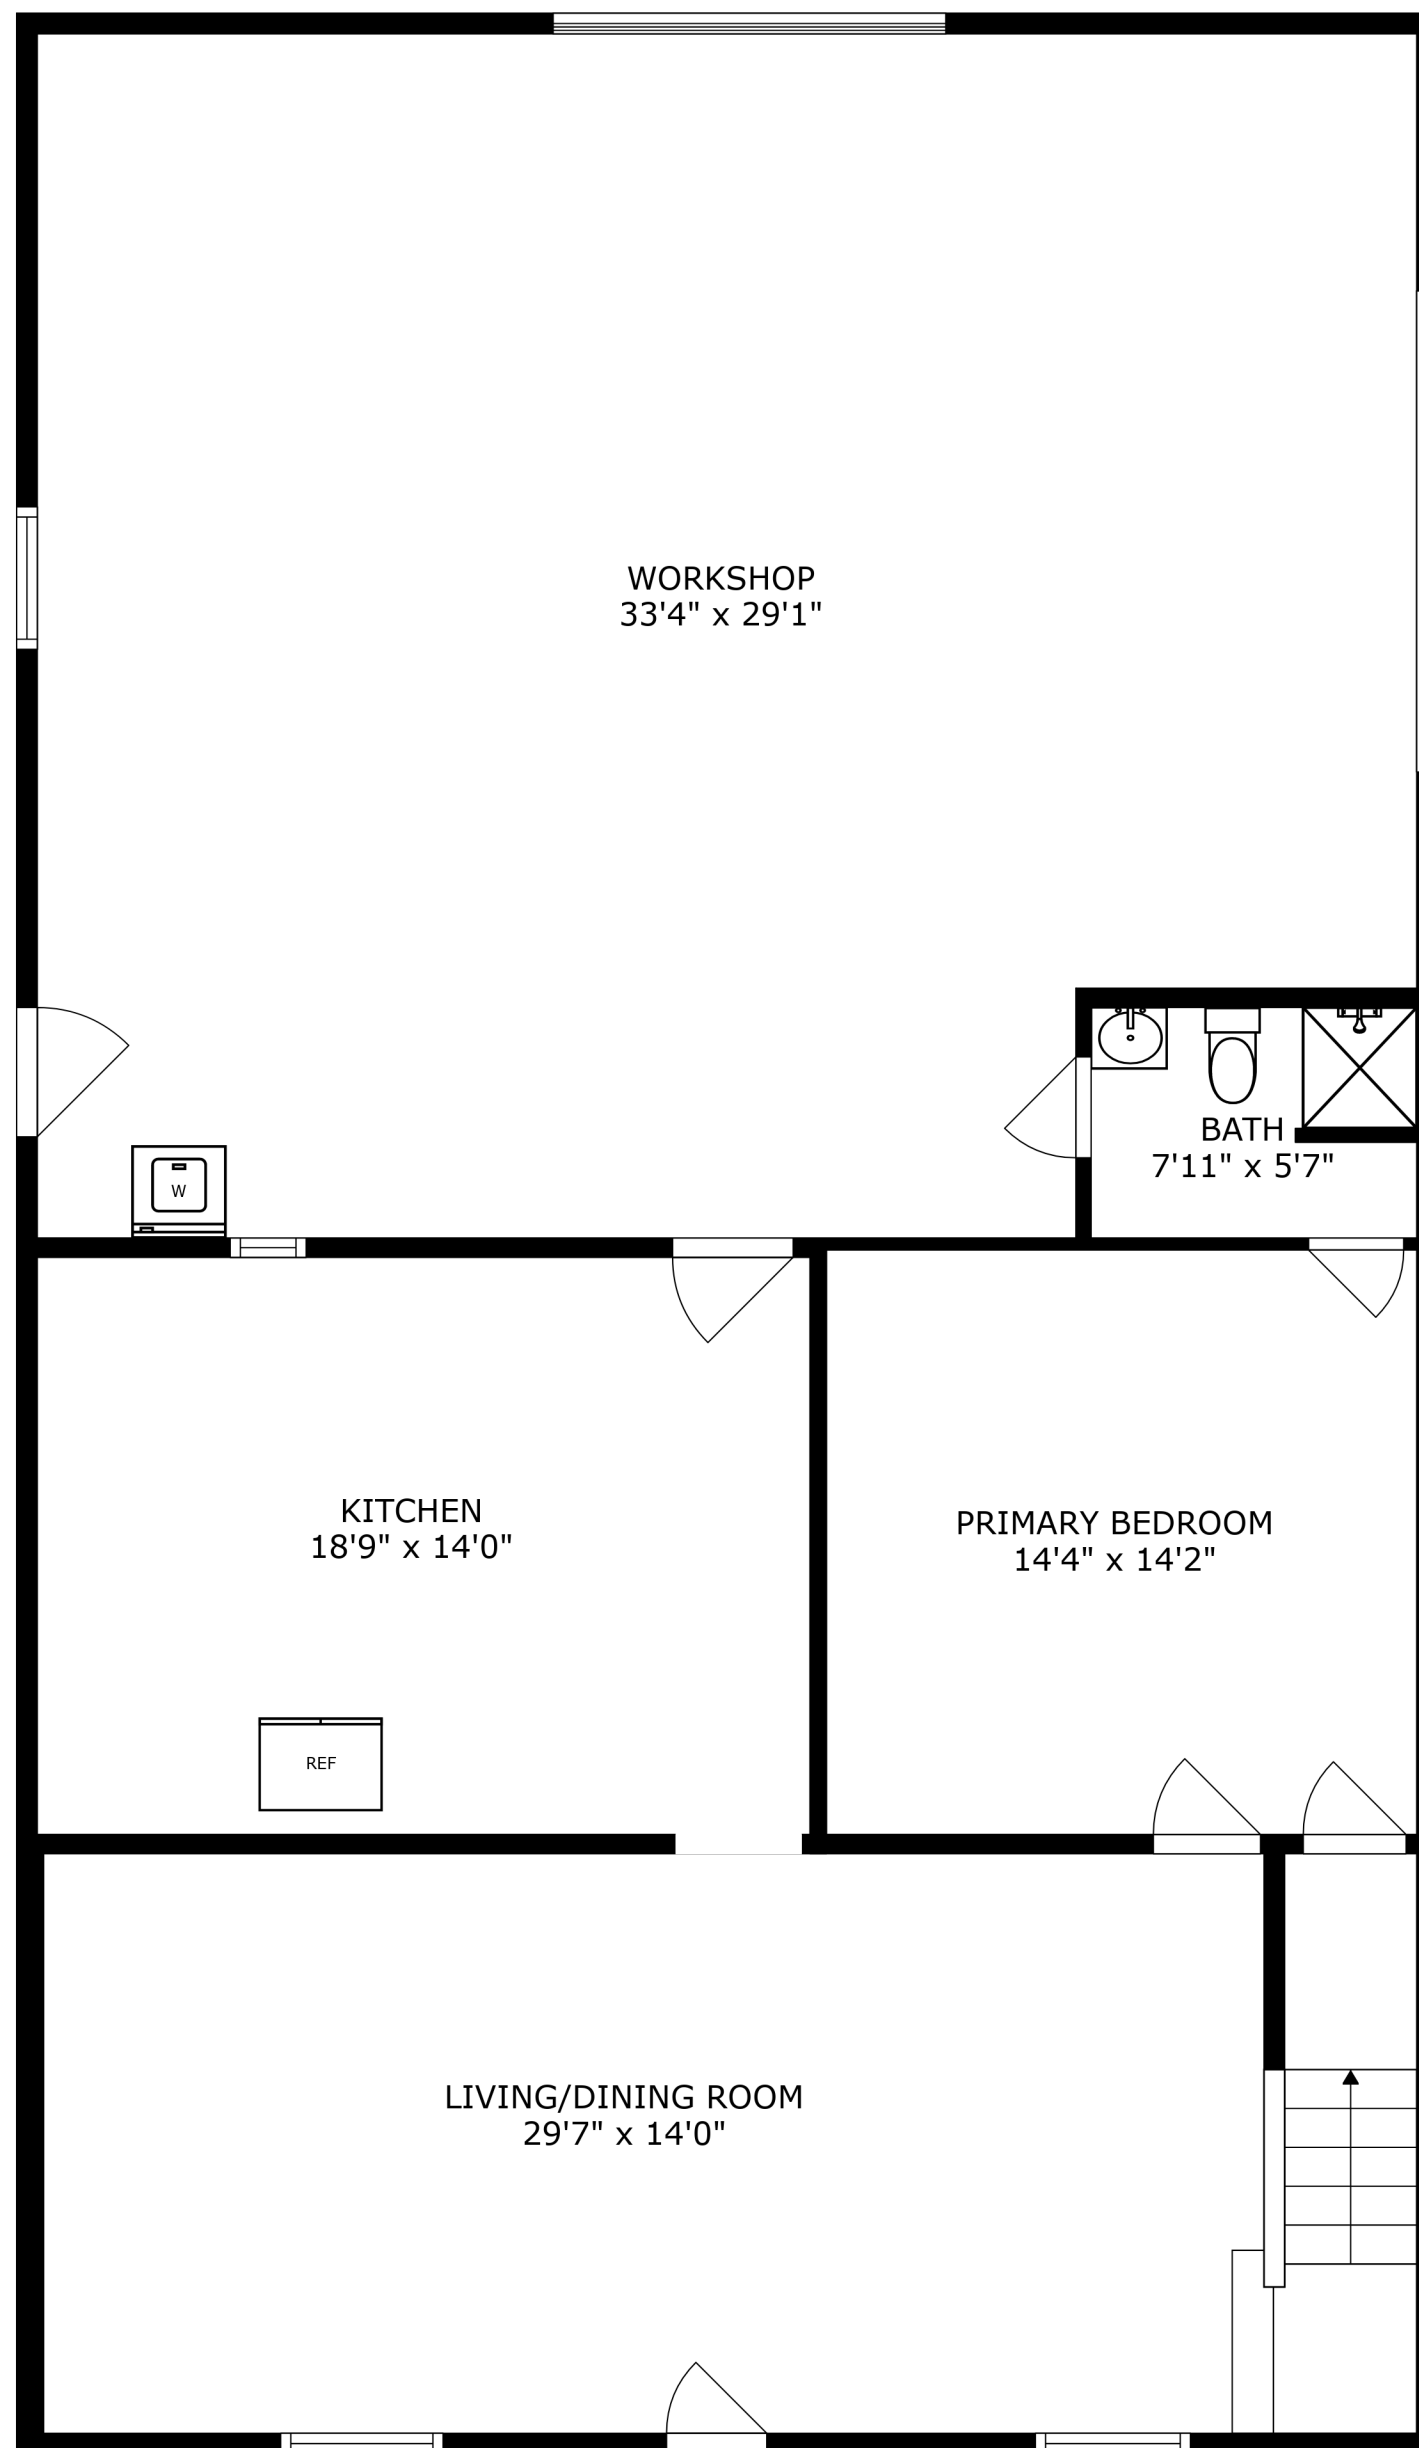 WORKSHOP
33'4" x 29'1"
BATH
7'11" x 5'7"
W
KITCHEN
18'9" x 14'0"
PRIMARY BEDROOM
14'4" x 14'2"
REF
LIVING/DINING ROOM
29'7" x 14'0"